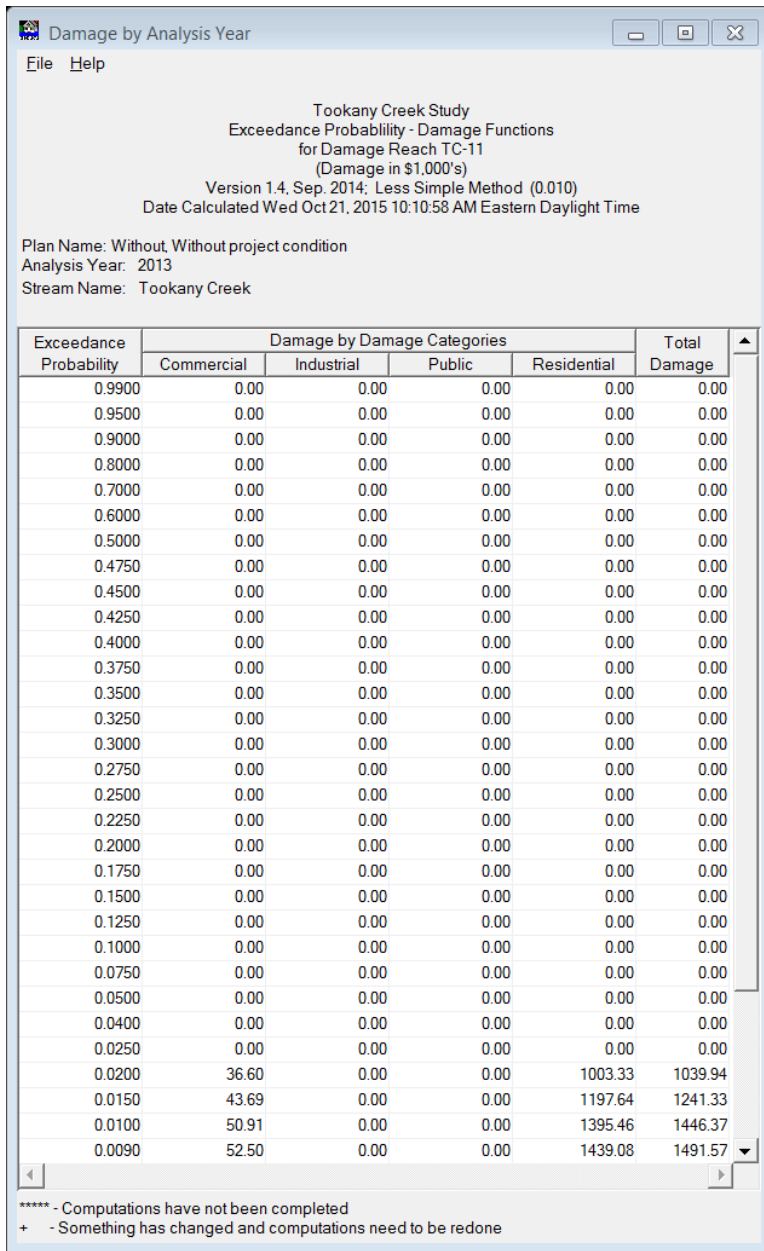 Damage by Analysis Year
File Help
Tookany Creek Study
Exceedance Probablility - Damage Functions
for Damage Reach TC-11
(Damage in $1,000's)
Version 1.4, Sep. 2014; Less Simple Method (0.010)
Date Calculated Wed Oct 21, 2015 10:10:58 AM Eastern Daylight Time
Plan Name: Without, Without project condition
Analysis Year: 2013
Stream Name: Tookany Creek
Exceedance Damage by Damage Categories Total
Probability Commercial Industrial Public Residential Damage
0.9900 0.00 0.00 0.00 0.00 0.00
0.9500 0.00 0.00 0.00 0.00 0.00
0.9000 0.00 0.00 0.00 0.00 0.00
0.8000 0.00 0.00 0.00 0.00 0.00
0.7000 0.00 0.00 0.00 0.00 0.00
0.6000 0.00 0.00 0.00 0.00 0.00
0.5000 0.00 0.00 0.00 0.00 0.00
0.4750 0.00 0.00 0.00 0.00 0.00
0.4500 0.00 0.00 0.00 0.00 0.00
0.4250 0.00 0.00 0.00 0.00 0.00
0.4000 0.00 0.00 0.00 0.00 0.00
0.3750 0.00 0.00 0.00 0.00 0.00
0.3500 0.00 0.00 0.00 0.00 0.00
0.3250 0.00 0.00 0.00 0.00 0.00
0.3000 0.00 0.00 0.00 0.00 0.00
0.2750 0.00 0.00 0.00 0.00 0.00
0.2500 0.00 0.00 0.00 0.00 0.00
0.2250 0.00 0.00 0.00 0.00 0.00
0.2000 0.00 0.00 0.00 0.00 0.00
0.1750 0.00 0.00 0.00 0.00 0.00
0.1500 0.00 0.00 0.00 0.00 0.00
0.1250 0.00 0.00 0.00 0.00 0.00
0.1000 0.00 0.00 0.00 0.00 0.00
0.0750 0.00 0.00 0.00 0.00 0.00
0.0500 0.00 0.00 0.00 0.00 0.00
0.0400 0.00 0.00 0.00 0.00 0.00
0.0250 0.00 0.00 0.00 0.00 0.00
0.0200 36.60 0.00 0.00 1003.33 1039.94
0.0150 43.69 0.00 0.00 1197.64 1241.33
0.0100 50.91 0.00 0.00 1395.46 1446.37
0.0090 52.50 0.00 0.00 1439.08 1491.57
***** - Computations have not been completed
+ - Something has changed and computations need to be redone